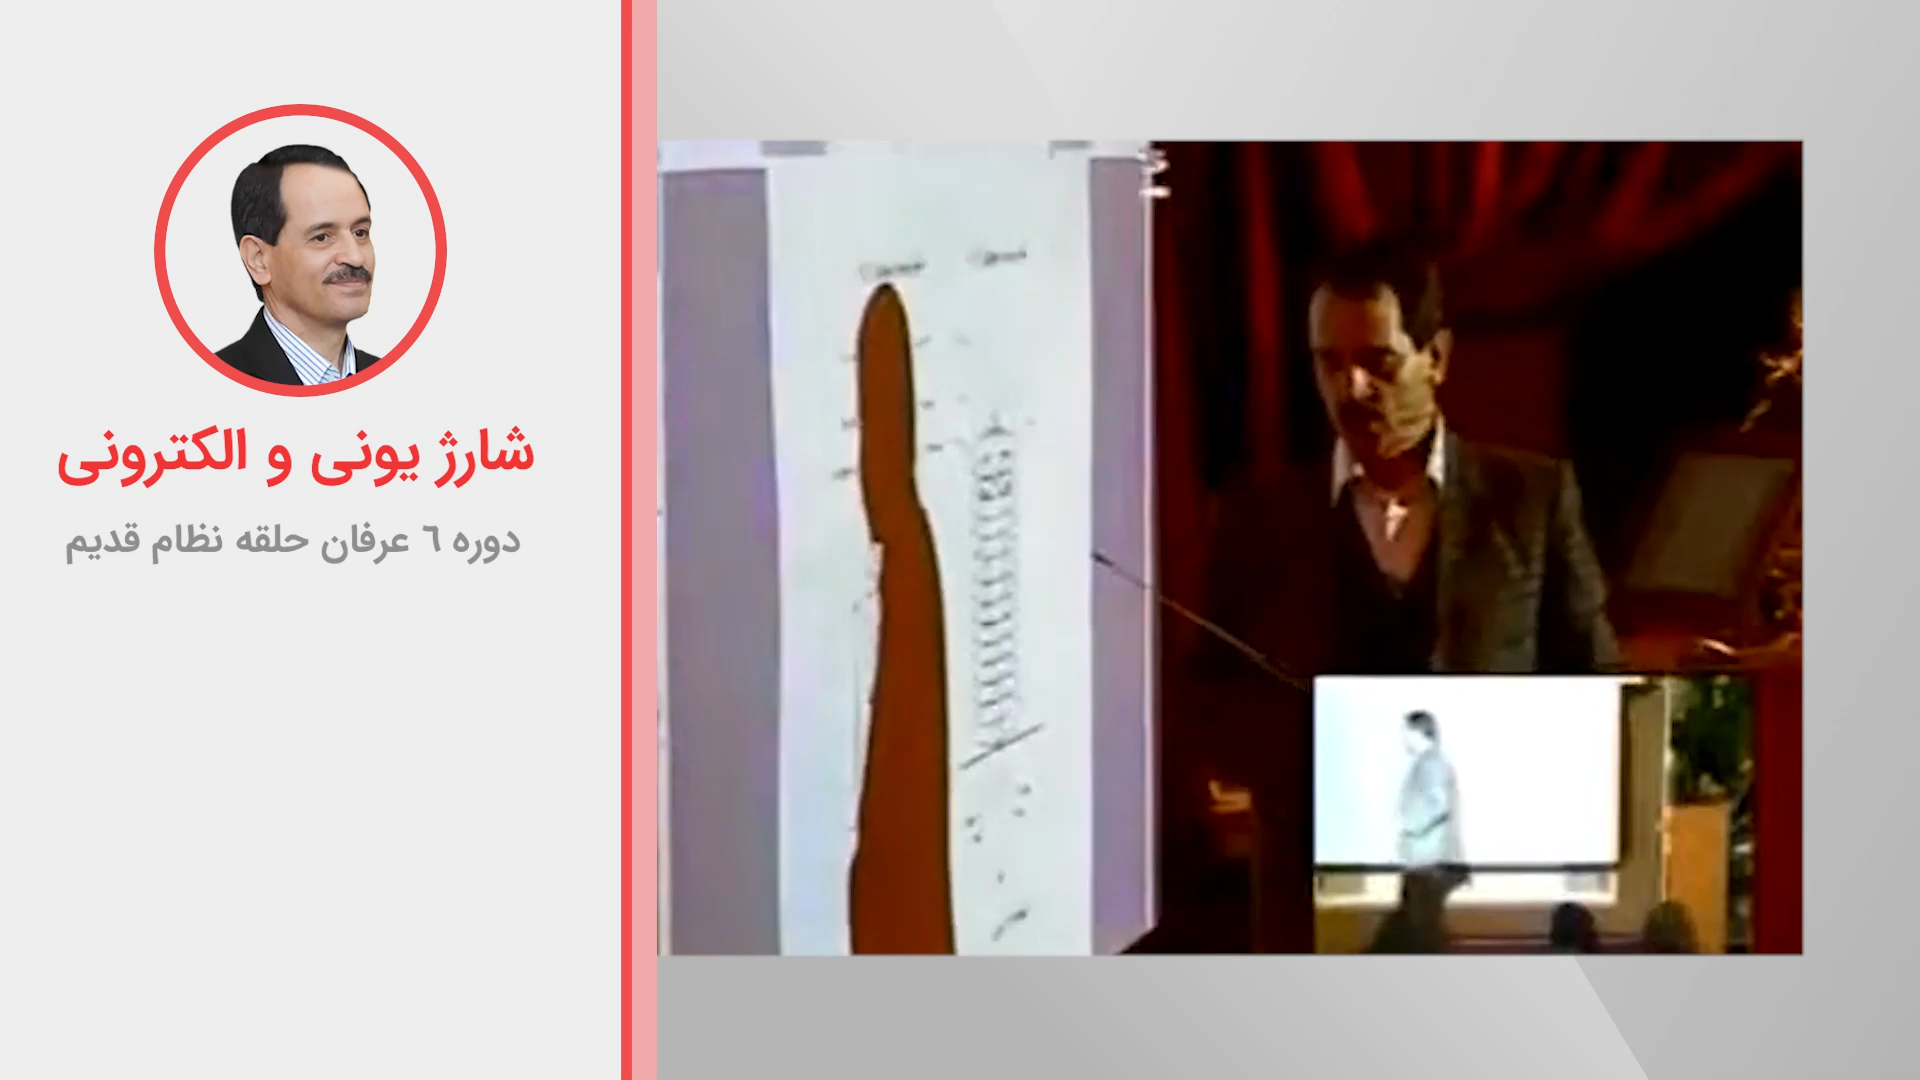 شارژ یونی و الکترونی
دوره ٦ عرفان حلقه نظام قدیم